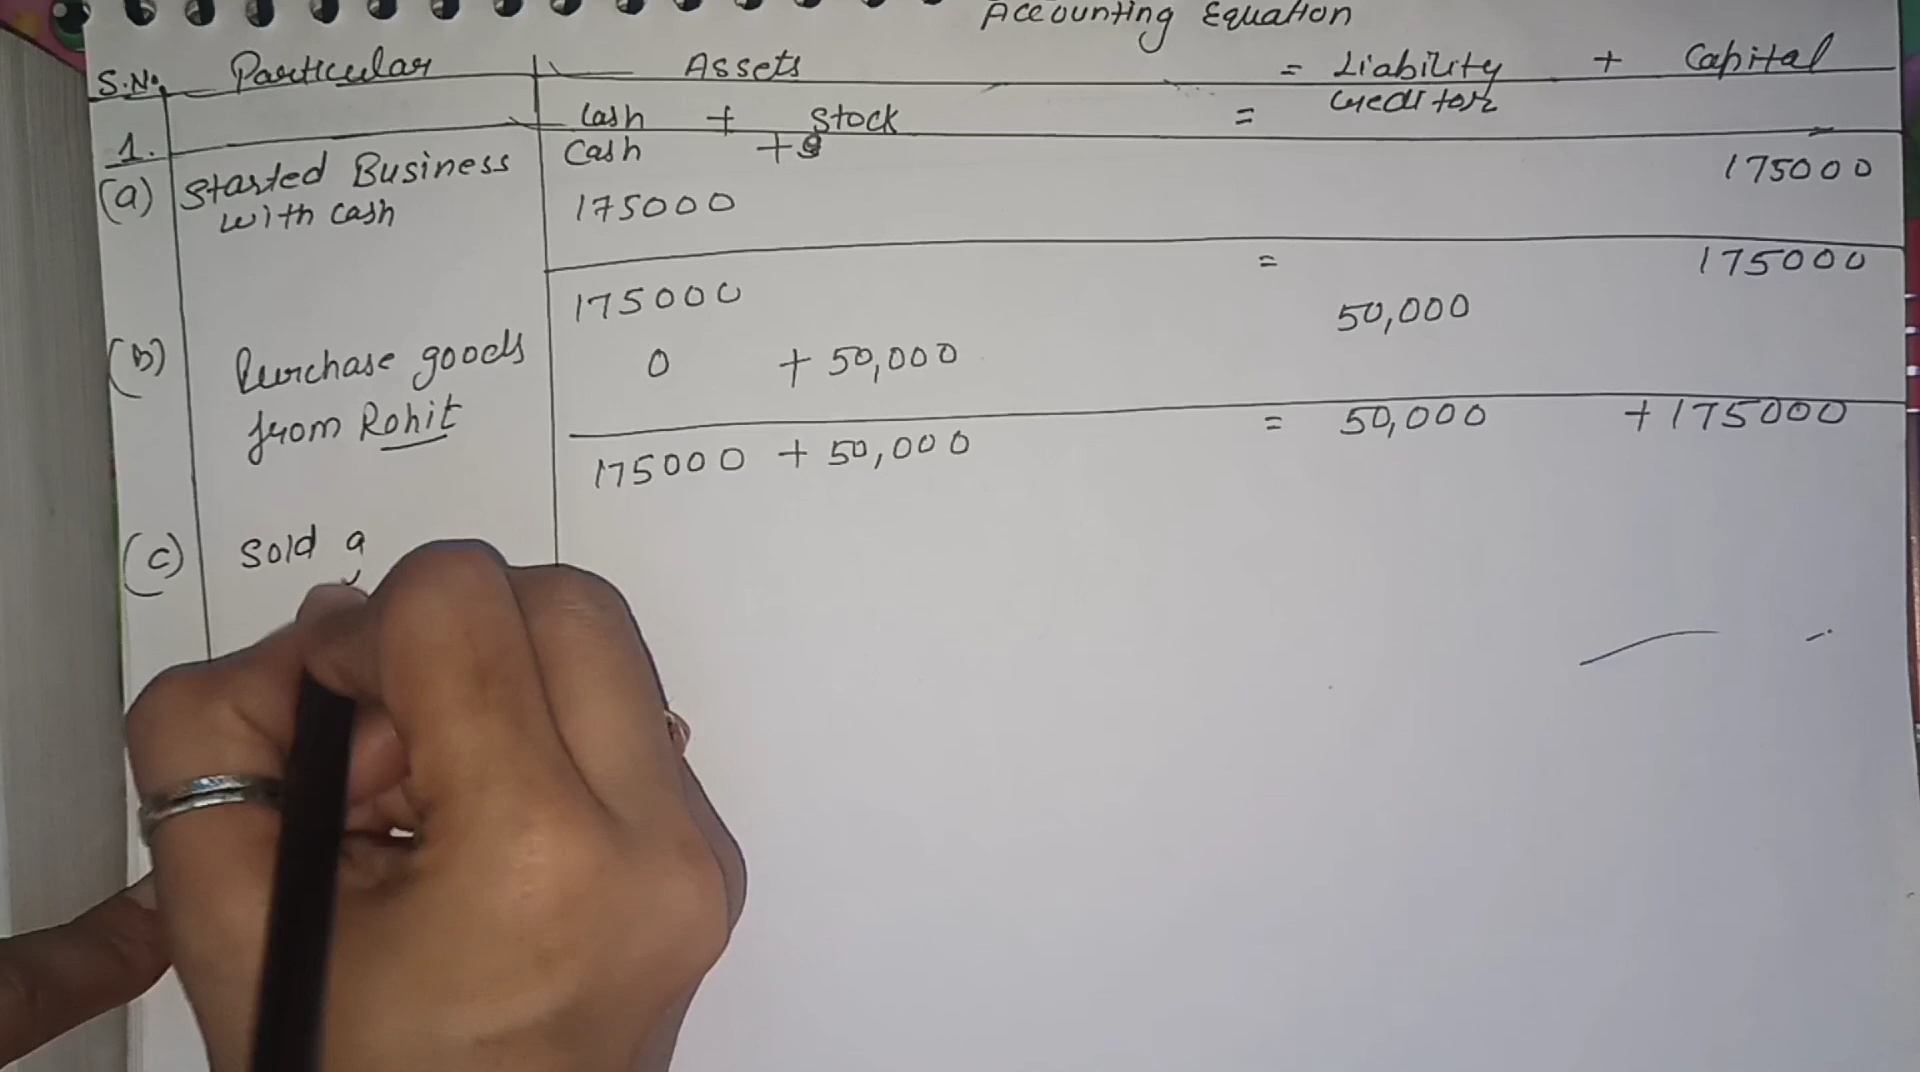 Accounting Equation
S.No. Particular Assets = Liability + Capital
Cash + Stock = Creditor
1. Cash +
(a) Started Business 175000
with cash 175000
175000 = 175000
50,000
(b) Purchase goods 0 + 50,000
from Rohit 175000 + 50,000 = 50,000 + 175000
(c) Sold g